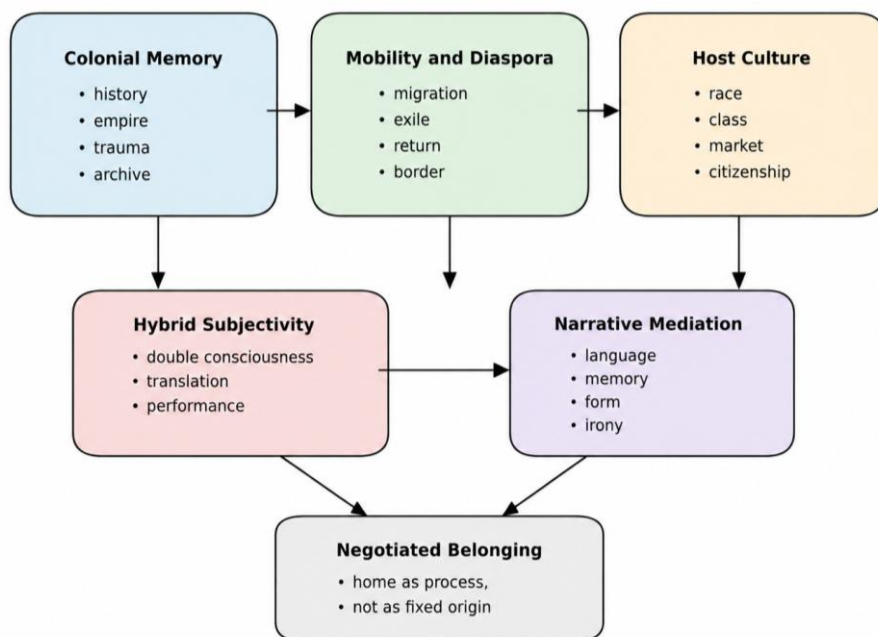 Colonial Memory
• history
• empire
• trauma
• archive
Mobility and Diaspora
• migration
• exile
• return
• border
Host Culture
• race
• class
• market
• citizenship
Hybrid Subjectivity
• double consciousness
• translation
• performance
Narrative Mediation
• language
• memory
• form
• irony
Negotiated Belonging
• home as process,
• not as fixed origin